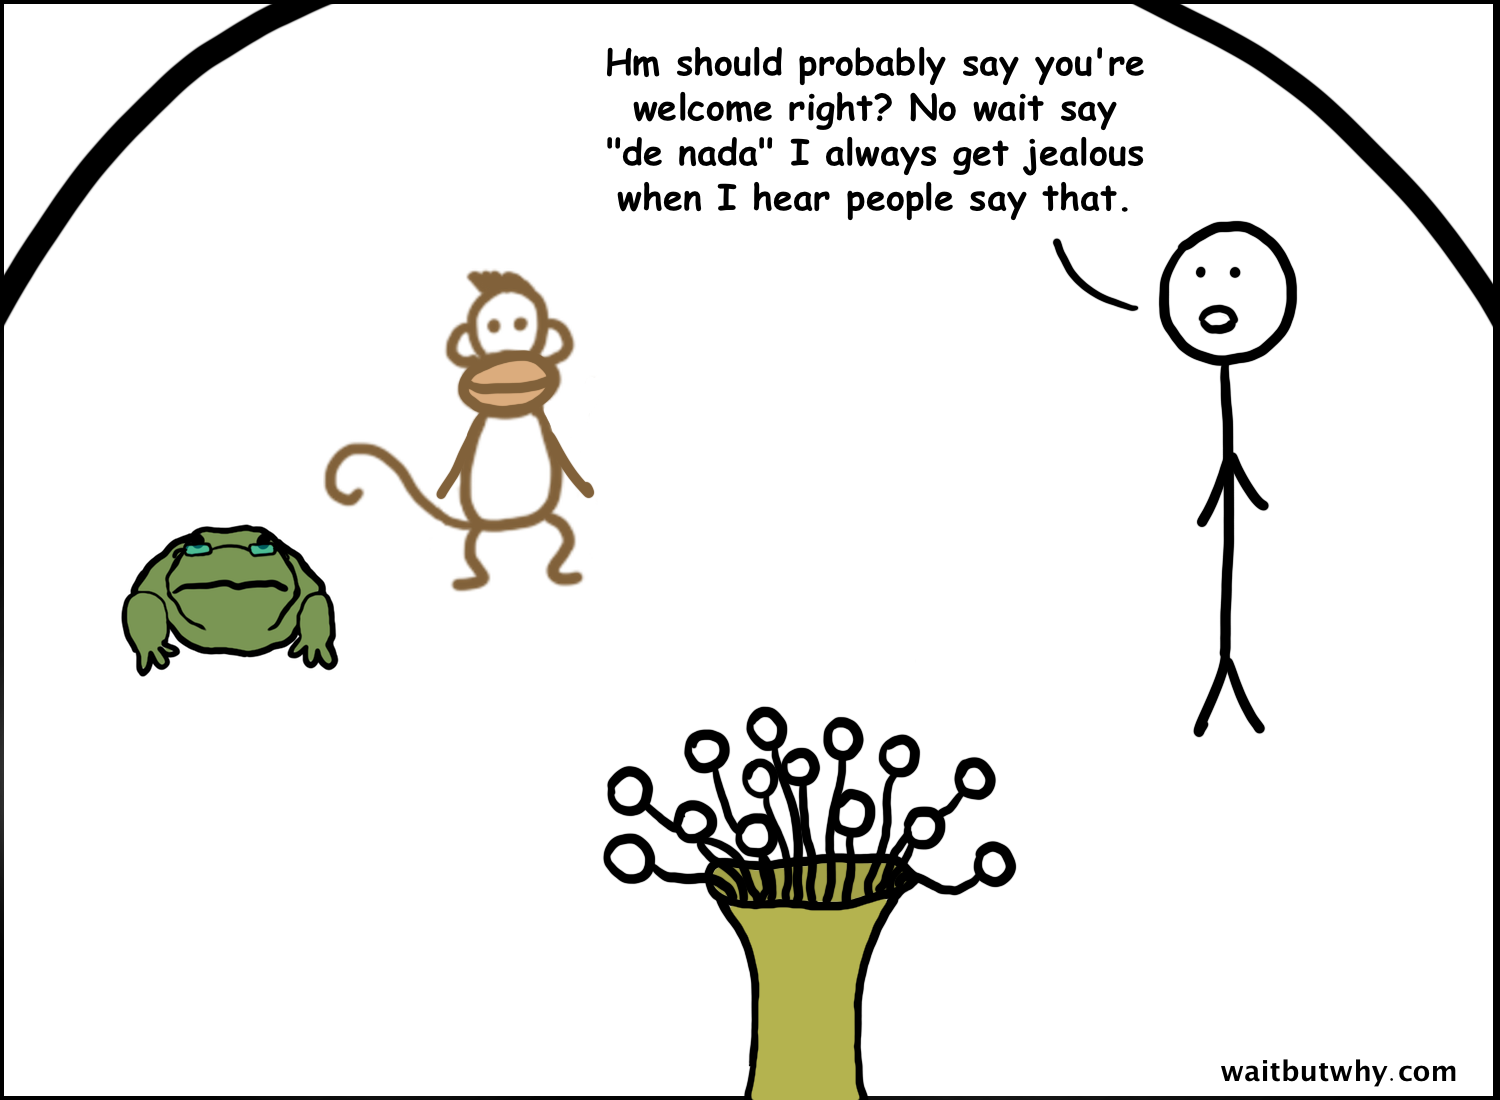 Hm should probably say you're
welcome right? No wait say
"de nada" I always get jealous
when I hear people say that.
waitbutwhy.com